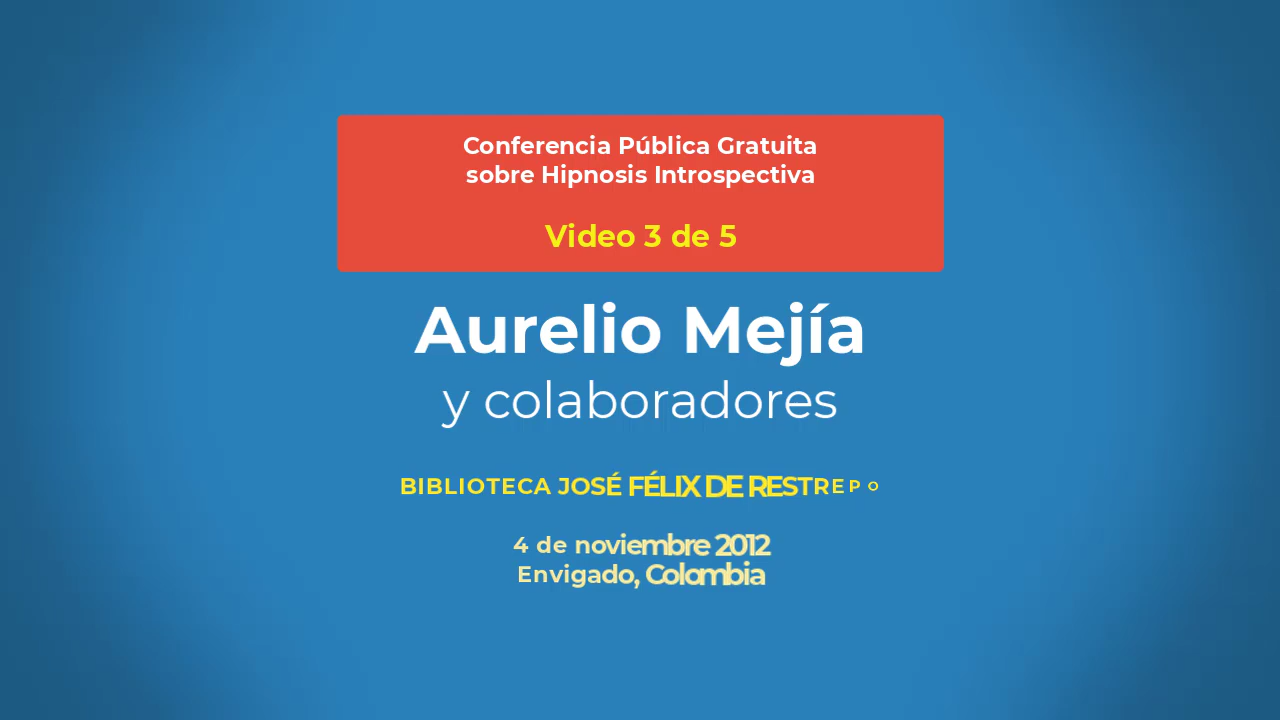 Conferencia Pública Gratuita
sobre Hipnosis Introspectiva
Video 3 de 5
Aurelio Mejía
y colaboradores
BIBLIOTECA JOSÉ FÉLIX DE RESTREPO
4 de noviembre 2012
Envigado, Colombia